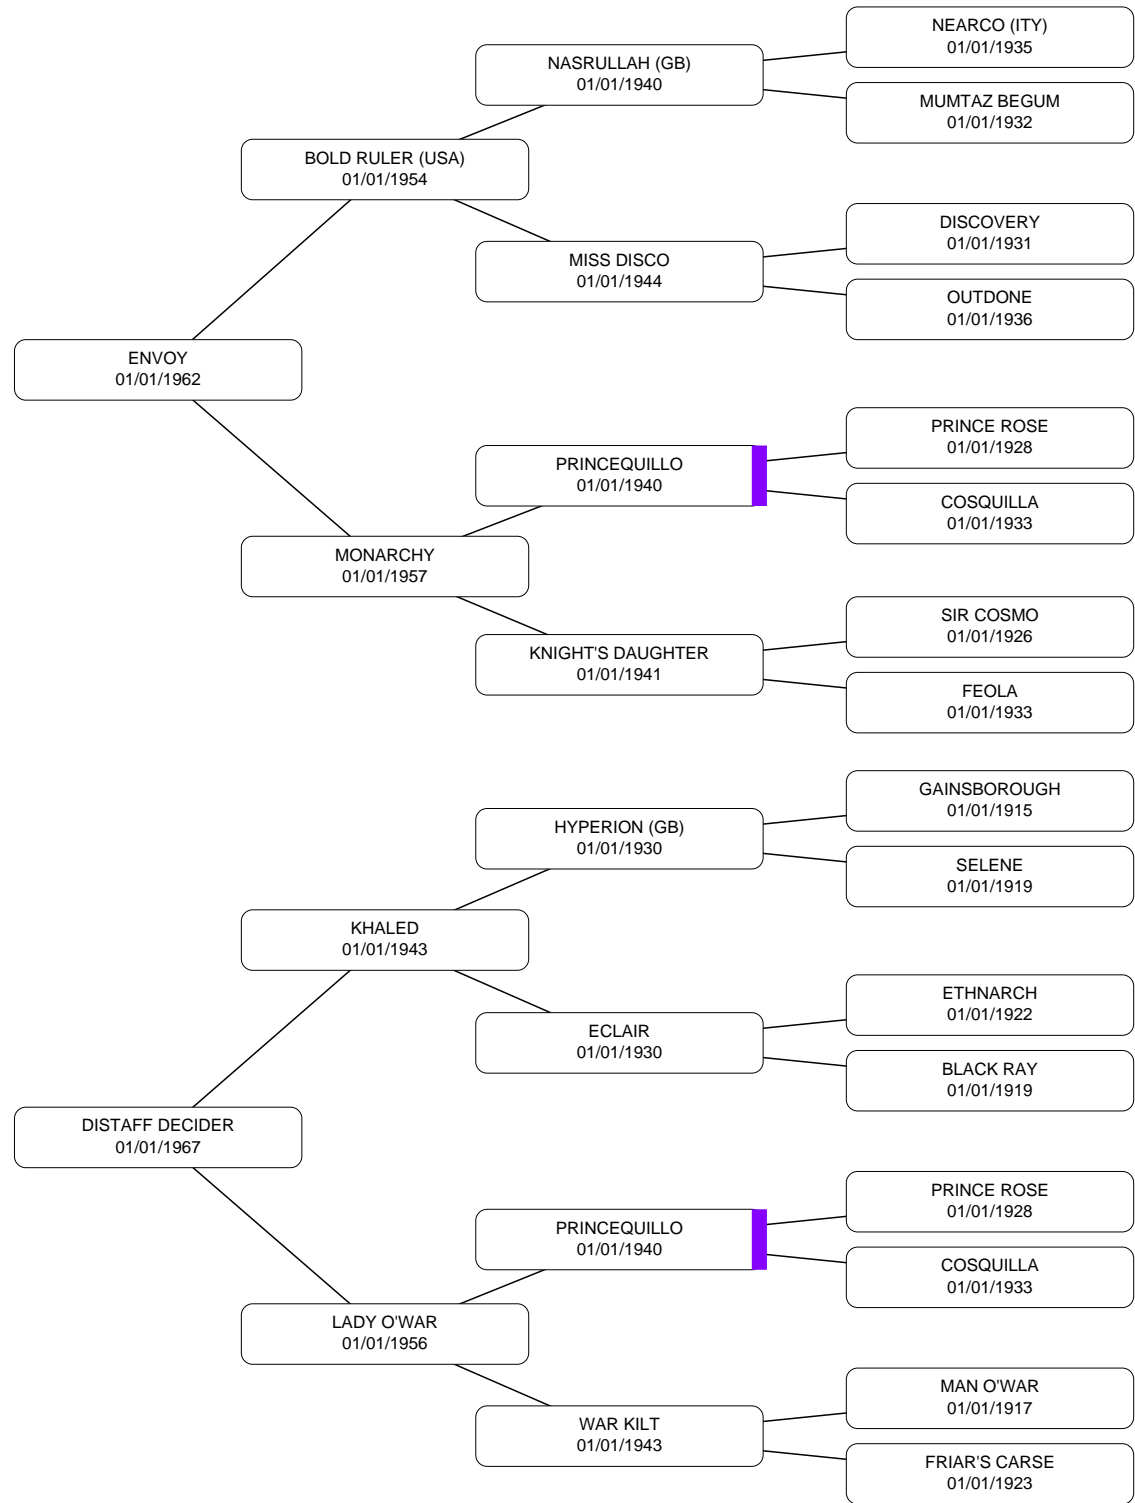 NEARCO (ITY)
01/01/1935
NASRULLAH (GB)
01/01/1940
MUMTAZ BEGUM
01/01/1932
BOLD RULER (USA)
01/01/1954
DISCOVERY
01/01/1931
MISS DISCO
01/01/1944
OUTDONE
01/01/1936
ENVOY
01/01/1962
PRINCE ROSE
01/01/1928
PRINCEQUILLO
01/01/1940
COSQUILLA
01/01/1933
MONARCHY
01/01/1957
SIR COSMO
01/01/1926
KNIGHT'S DAUGHTER
01/01/1941
FEOLA
01/01/1933
GAINSBOROUGH
01/01/1915
HYPERION (GB)
01/01/1930
SELENE
01/01/1919
KHALED
01/01/1943
ETHNARCH
01/01/1922
ECLAIR
01/01/1930
BLACK RAY
01/01/1919
DISTAFF DECIDER
01/01/1967
PRINCE ROSE
01/01/1928
PRINCEQUILLO
01/01/1940
COSQUILLA
01/01/1933
LADY O'WAR
01/01/1956
MAN O'WAR
01/01/1917
WAR KILT
01/01/1943
FRIAR'S CARSE
01/01/1923